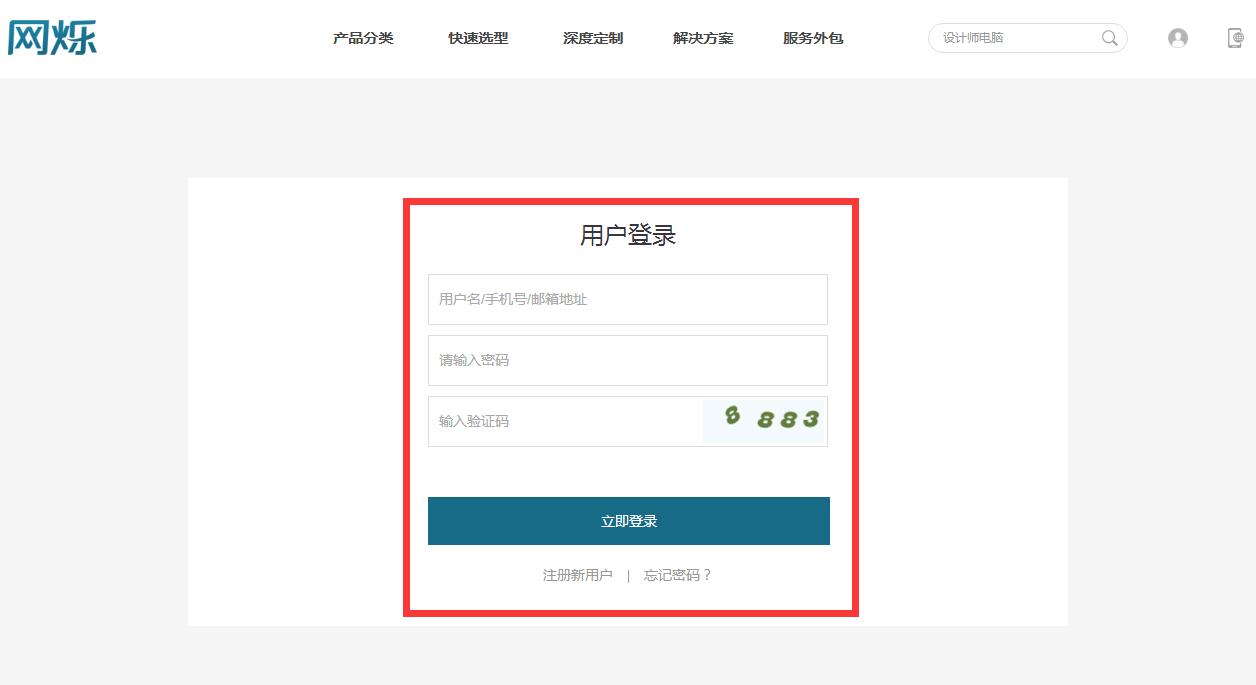 网烁
产品分类 快速选型 深度定制 解决方案 服务外包 设计师电脑
用户登录
用户名/手机号/邮箱地址
请输入密码
输入验证码 8 883
立即登录
注册新用户 | 忘记密码？